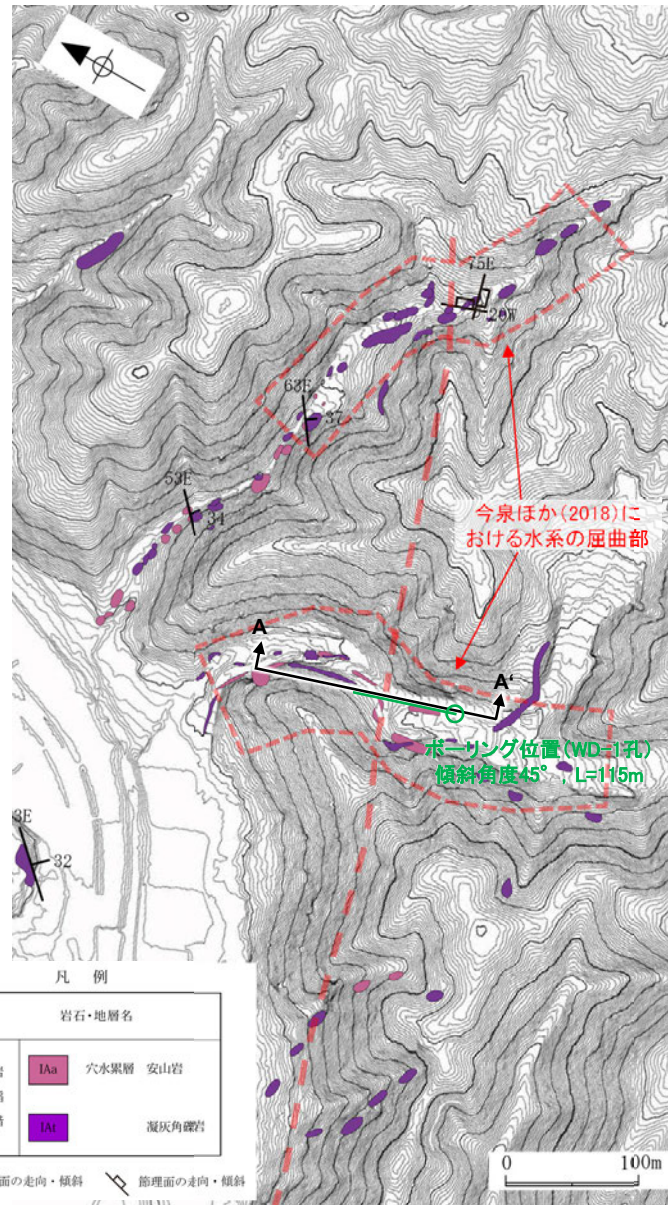 75E
20W
63E
37
53E
31
今泉ほか(2018)に
おける水系の屈曲部
A
A'
ボーリング位置(WD-1孔)
傾斜角度45°, L=115m
3E
32
凡 例
岩石・地層名
IAa 穴水累層 安山岩
IAt 凝灰角礫岩
面の走向・傾斜
節理面の走向・傾斜
0 100m